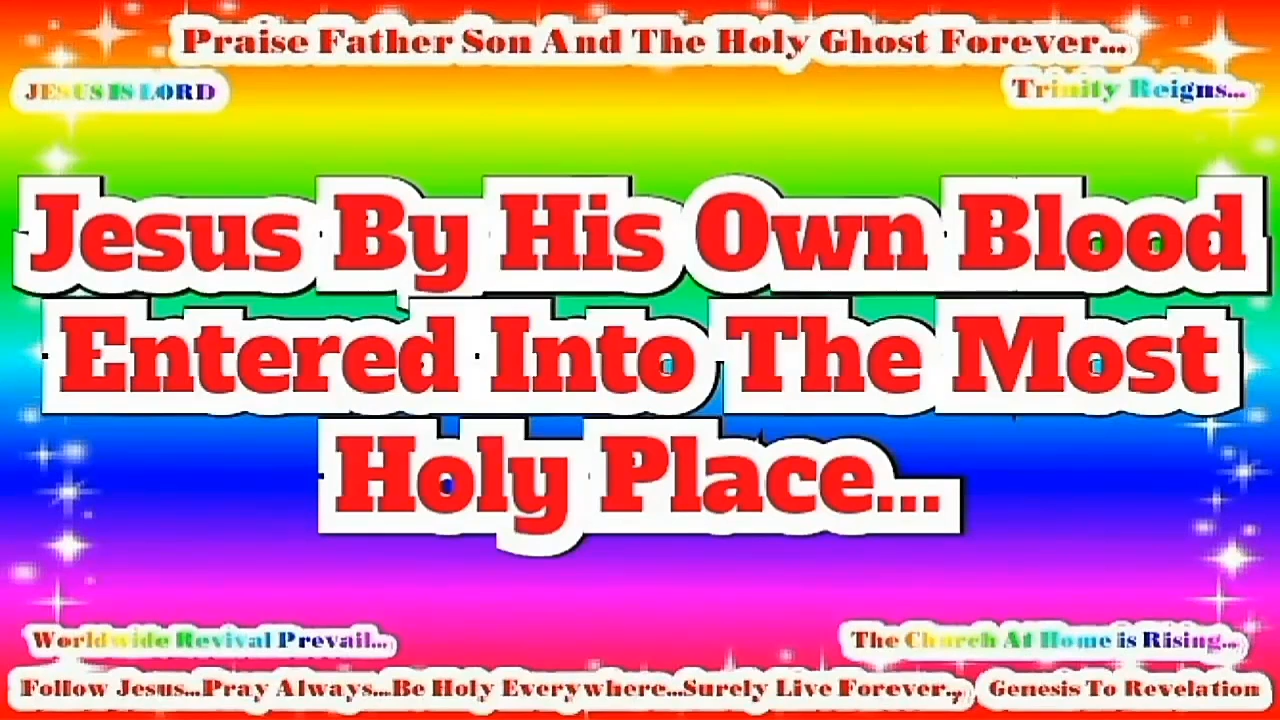 Praise Father Son And The Holy Ghost Forever...
JESUS IS LORD
Trinity Reigns...
Jesus By His Own Blood
Entered Into The Most
Holy Place...
Worldwide Revival Prevail...
The Church At Home is Rising...
Follow Jesus...Pray Always...Be Holy Everywhere...Surely Live Forever.,,
Genesis To Revelation